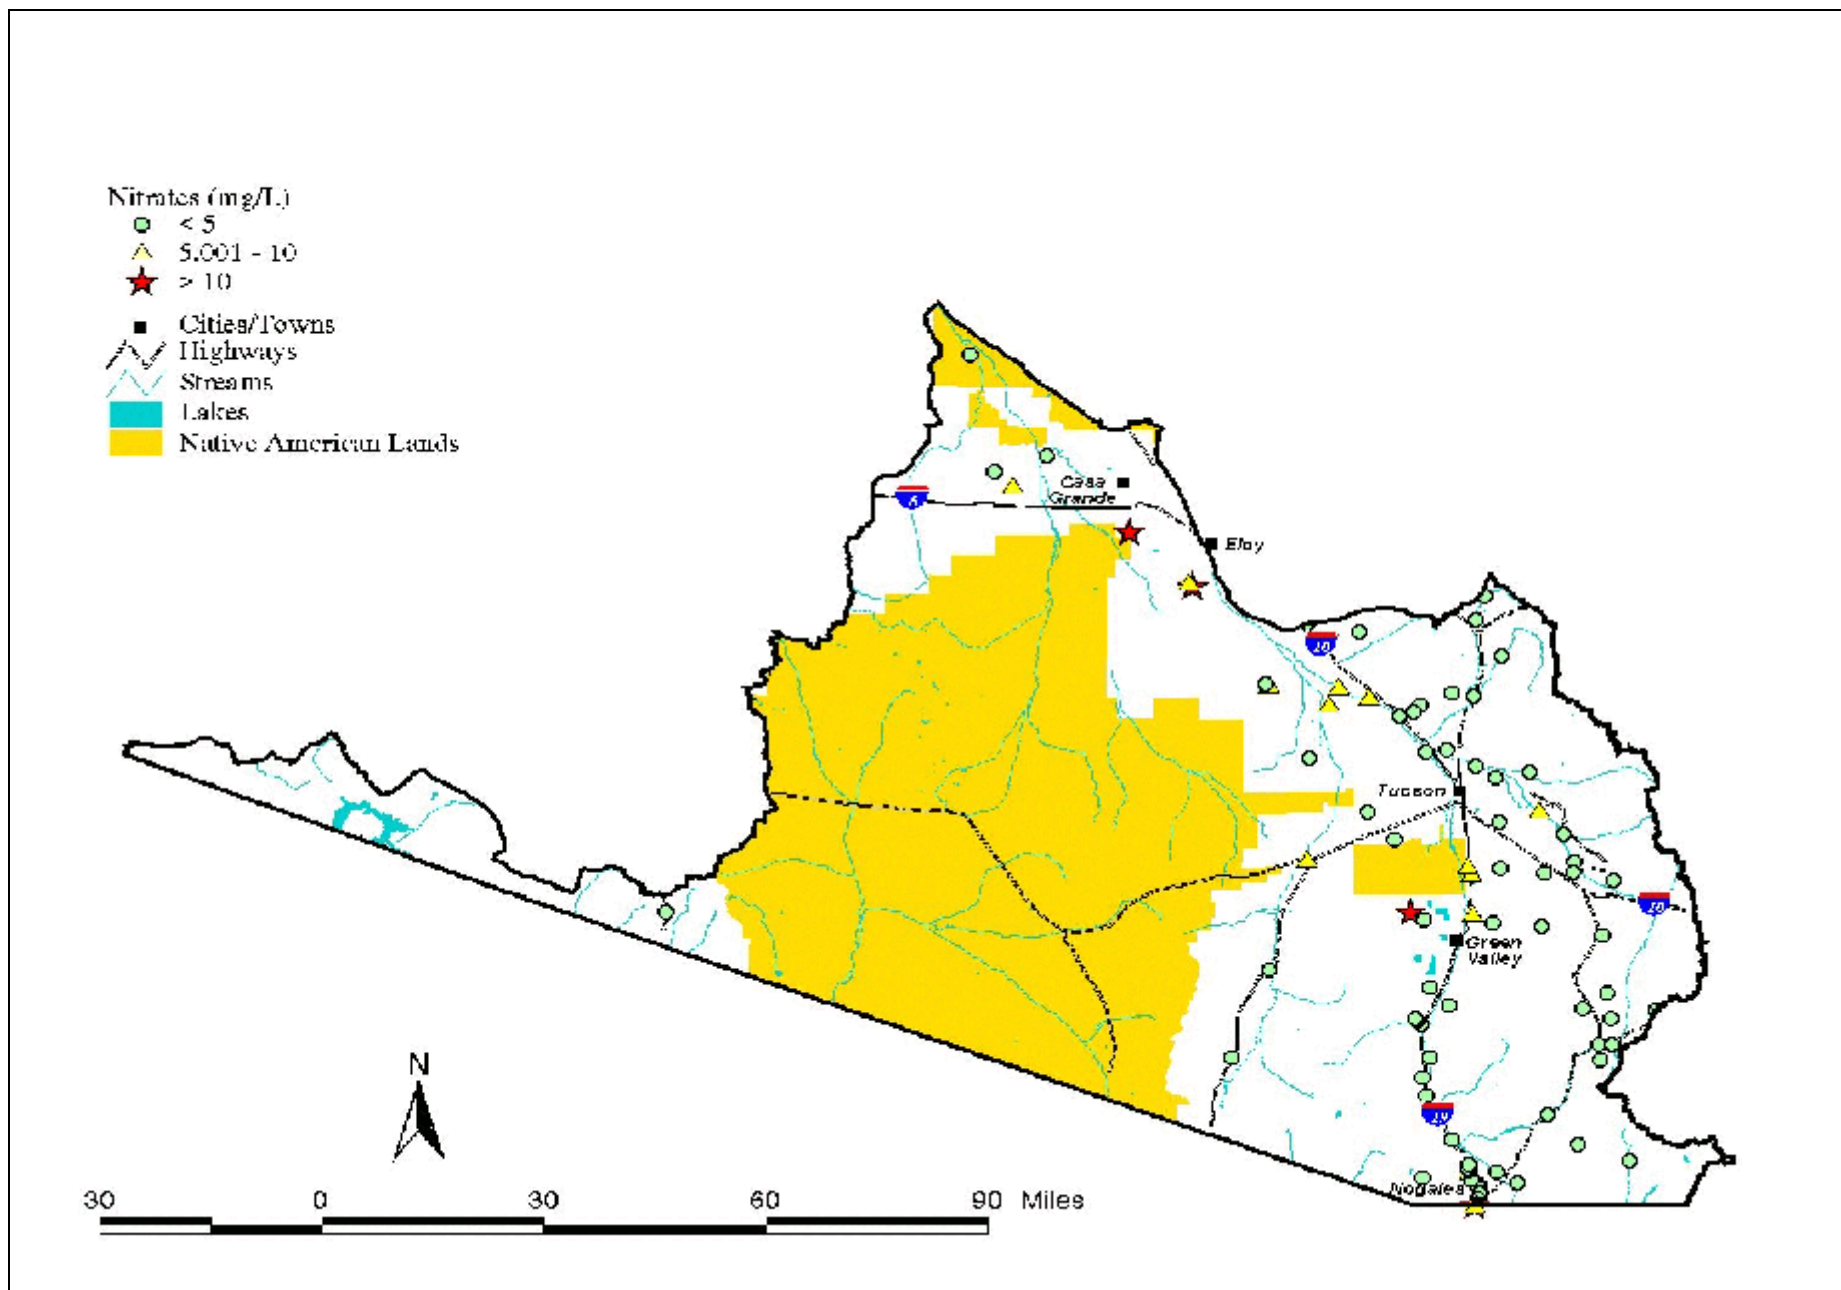 Nitrates (mg/L)
< 5
5.001 - 10
> 10
Cities/Towns
Highways
Streams
Lakes
Native American Lands
Casa
Grande
8
Eloy
10
Tucson
10
Green
Valley
19
Nogales
N
30 0 30 60 90 Miles